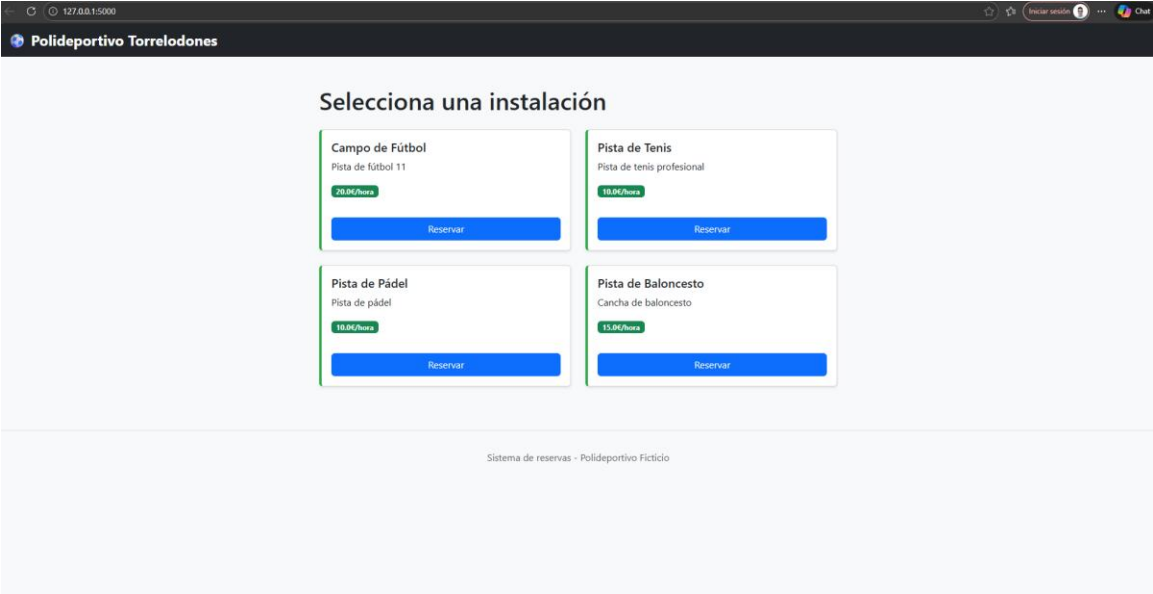 127.0.0.1:5000
Iniciar sesión
Chat
Polideportivo Torrelodones
Selecciona una instalación
Campo de Fútbol
Pista de fútbol 11
20.0€/hora
Reservar
Pista de Tenis
Pista de tenis profesional
10.0€/hora
Reservar
Pista de Pádel
Pista de pádel
10.0€/hora
Reservar
Pista de Baloncesto
Cancha de baloncesto
15.0€/hora
Reservar
Sistema de reservas - Polideportivo Ficticio